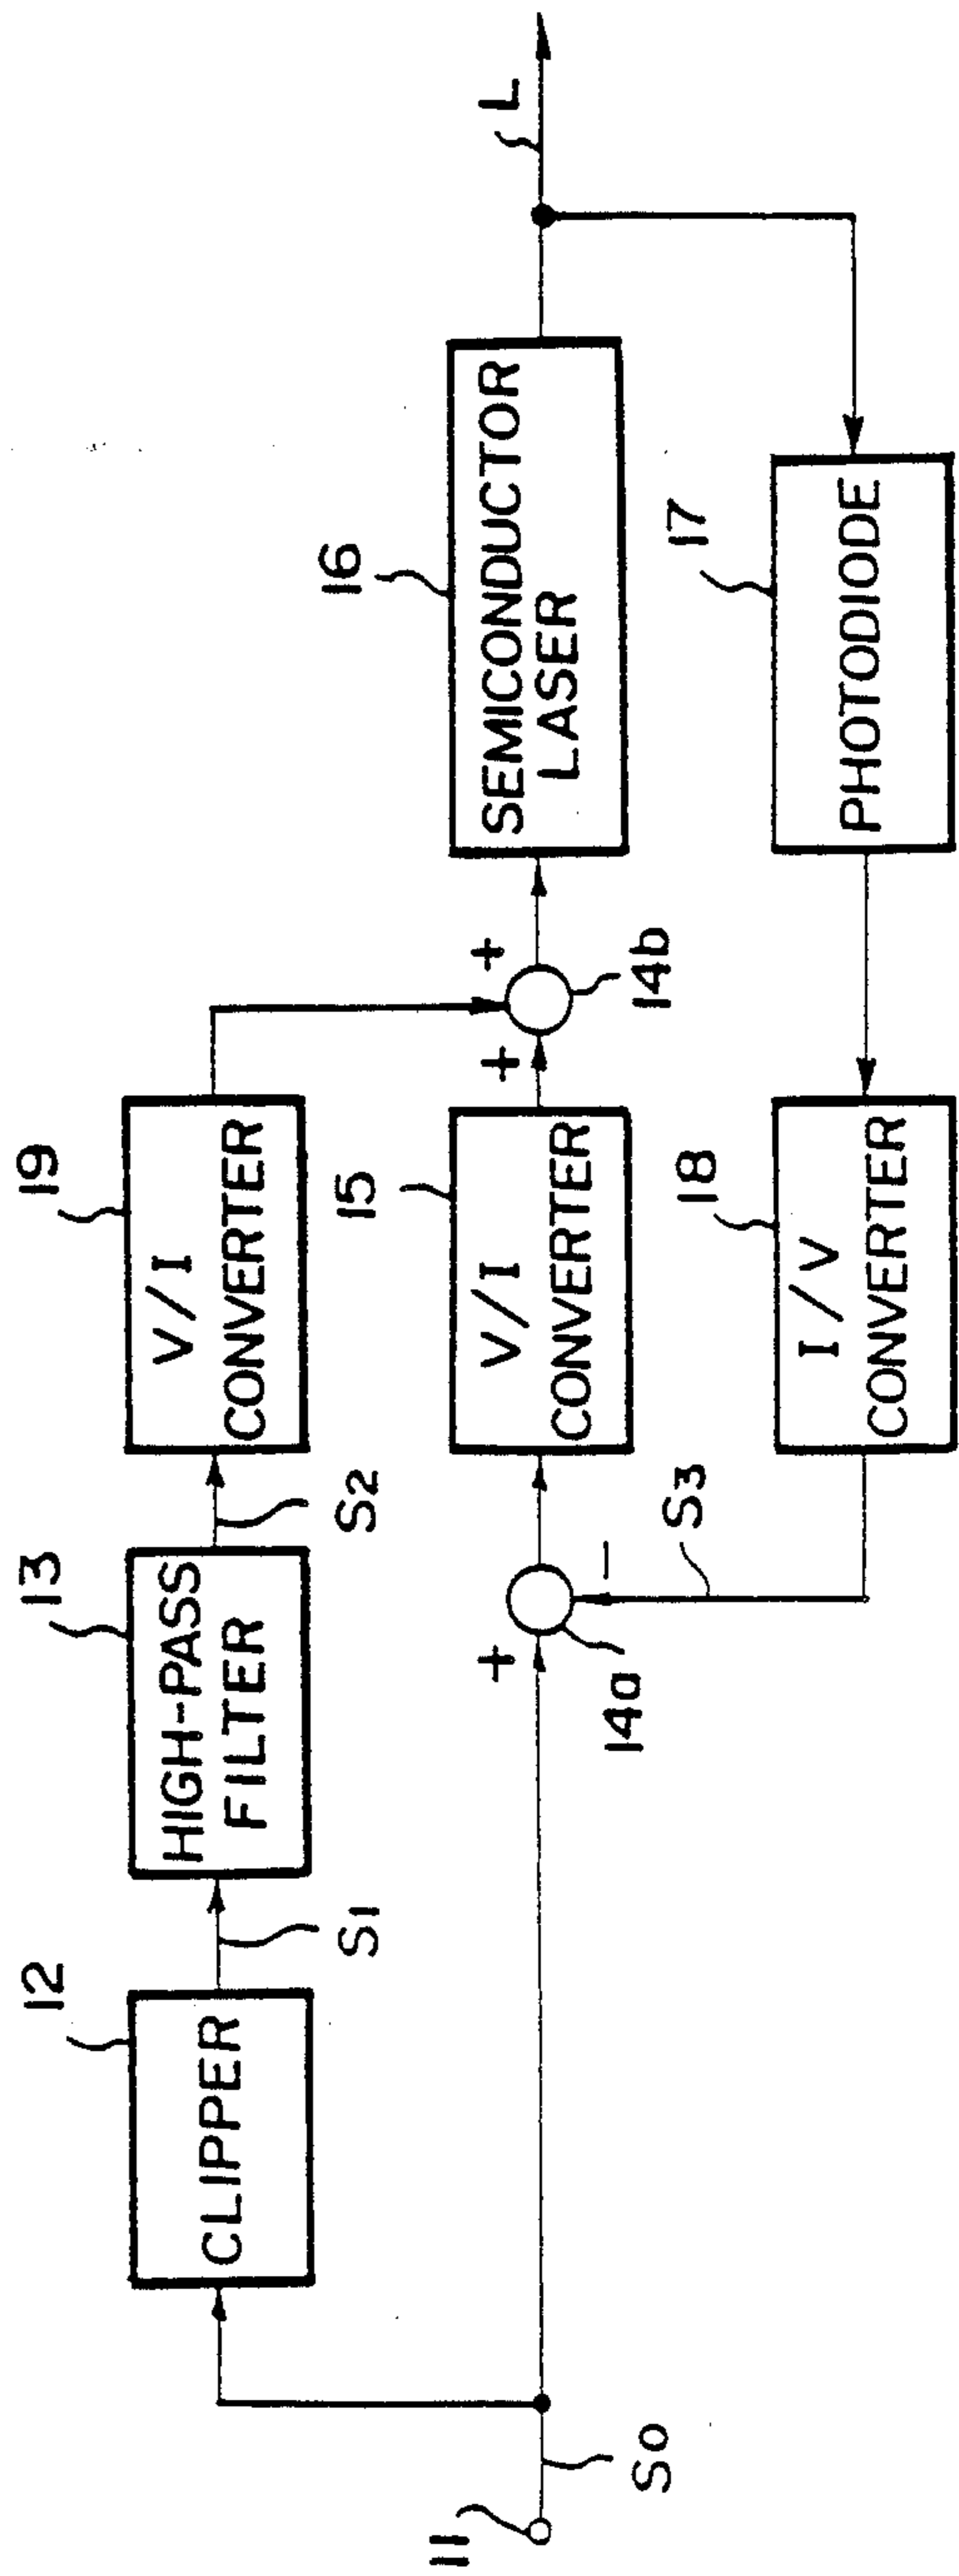 11
S0
12
CLIPPER
S1
13
HIGH-PASS
FILTER
S2
19
V/I
CONVERTER
+
14a
-
S3
15
V/I
CONVERTER
+
+
14b
16
SEMICONDUCTOR
LASER
L
17
PHOTODIODE
18
I/V
CONVERTER